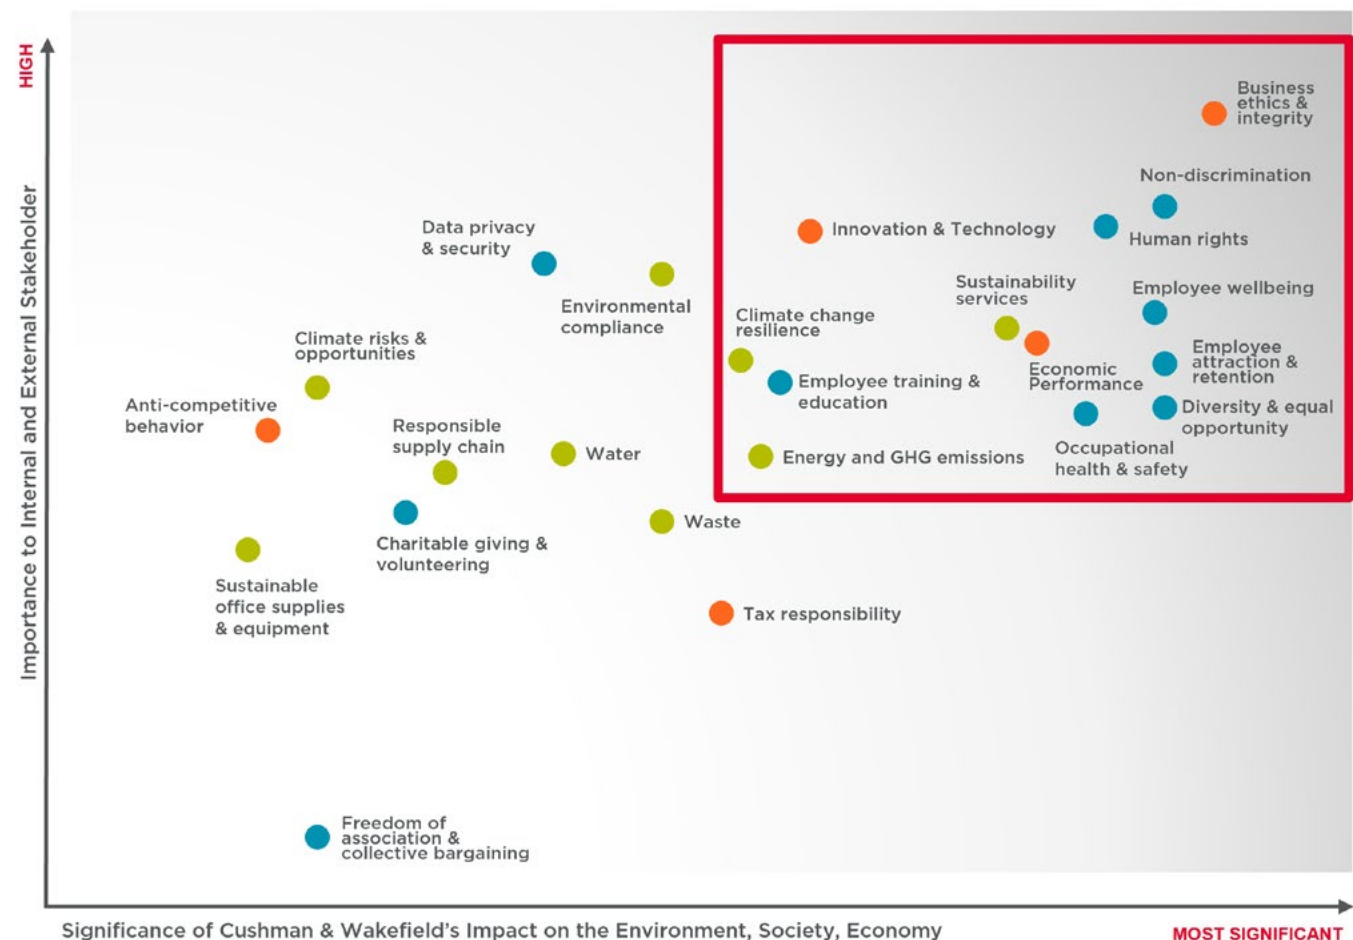 HIGH
Importance to Internal and External Stakeholder
Business
ethics &
integrity
Non-discrimination
Human rights
Innovation & Technology
Data privacy
& security
Environmental
compliance
Sustainability
services
Employee wellbeing
Climate change
resilience
Climate risks &
opportunities
Employee
attraction &
retention
Economic
Performance
Employee training &
education
Anti-competitive
behavior
Diversity & equal
opportunity
Responsible
supply chain
Water
Energy and GHG emissions
Occupational
health & safety
Waste
Charitable giving &
volunteering
Sustainable
office supplies
& equipment
Tax responsibility
Freedom of
association &
collective bargaining
Significance of Cushman & Wakefield's Impact on the Environment, Society, Economy
MOST SIGNIFICANT